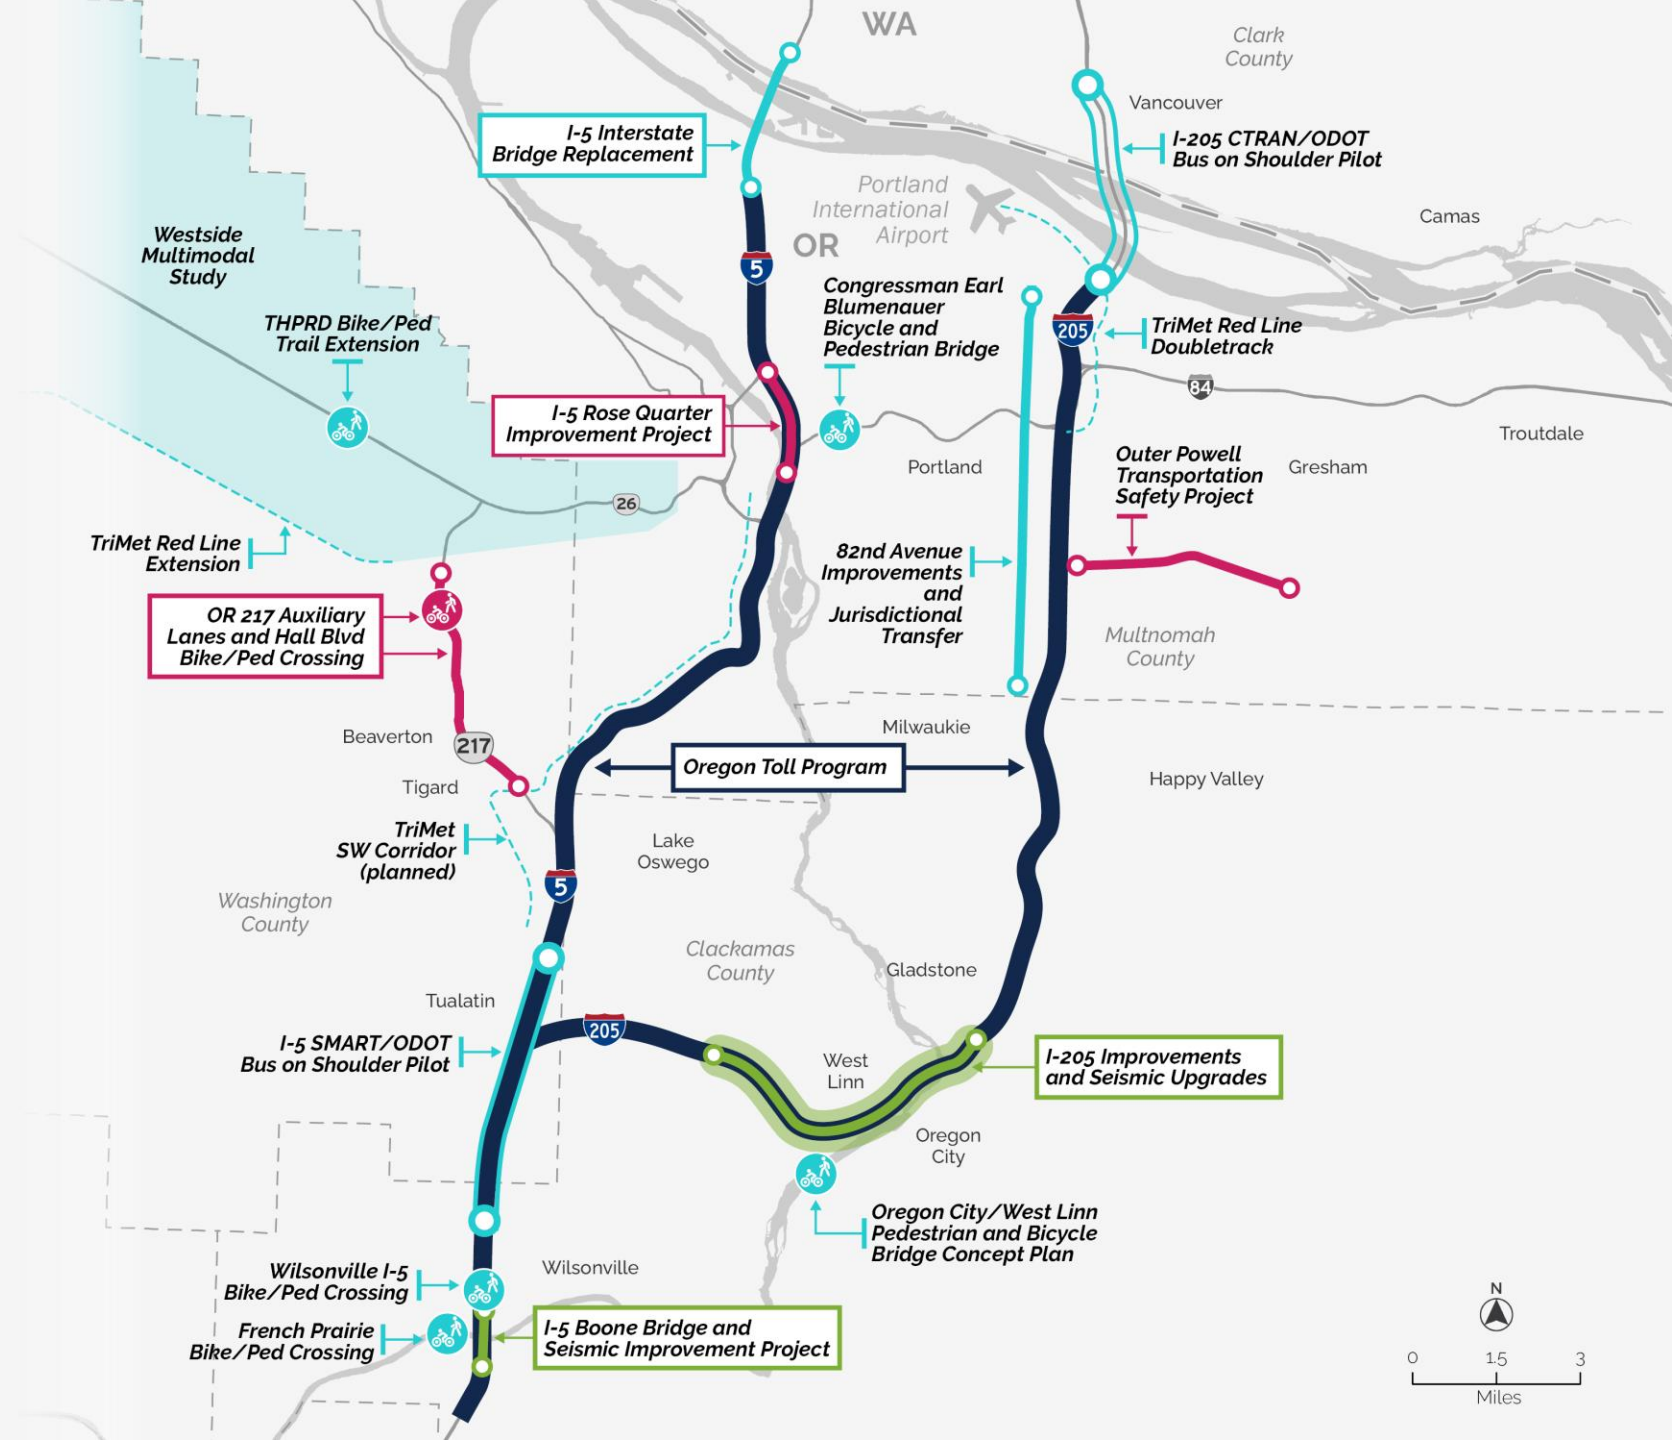 WA
Clark
County
Vancouver
I-5 Interstate
Bridge Replacement
I-205 CTRAN/ODOT
Bus on Shoulder Pilot
Portland
International
Airport
Camas
Westside
Multimodal
Study
OR
5
Congressman Earl
Blumenauer
Bicycle and
Pedestrian Bridge
THPRD Bike/Ped
Trail Extension
205
TriMet Red Line
Doubletrack
84
I-5 Rose Quarter
Improvement Project
Troutdale
Portland
Outer Powell
Transportation
Safety Project
Gresham
26
TriMet Red Line
Extension
82nd Avenue
Improvements
and
Jurisdictional
Transfer
OR 217 Auxiliary
Lanes and Hall Blvd
Bike/Ped Crossing
Multnomah
County
Beaverton
217
Milwaukie
Oregon Toll Program
Happy Valley
Tigard
TriMet
SW Corridor
(planned)
Lake
Oswego
5
Washington
County
Clackamas
County
Gladstone
Tualatin
205
I-5 SMART/ODOT
Bus on Shoulder Pilot
West
Linn
I-205 Improvements
and Seismic Upgrades
Oregon
City
Oregon City/West Linn
Pedestrian and Bicycle
Bridge Concept Plan
Wilsonville I-5
Bike/Ped Crossing
Wilsonville
French Prairie
Bike/Ped Crossing
I-5 Boone Bridge and
Seismic Improvement Project
N
0 1.5 3
Miles